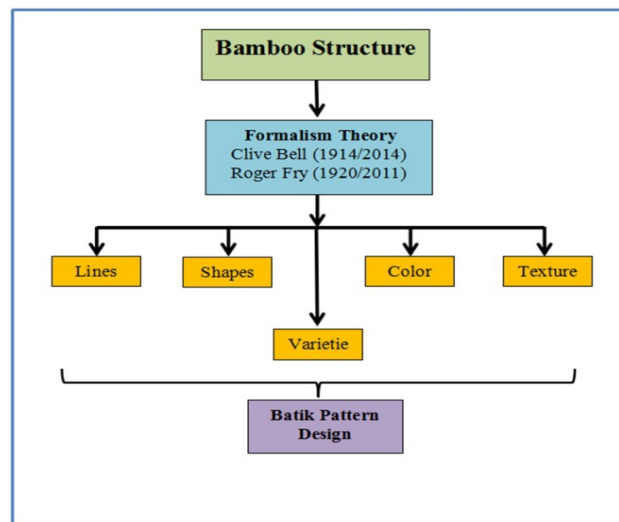 Bamboo Structure
Formalism Theory
Clive Bell (1914/2014)
Roger Fry (1920/2011)
Lines
Shapes
Color
Texture
Varietie
Batik Pattern
Design